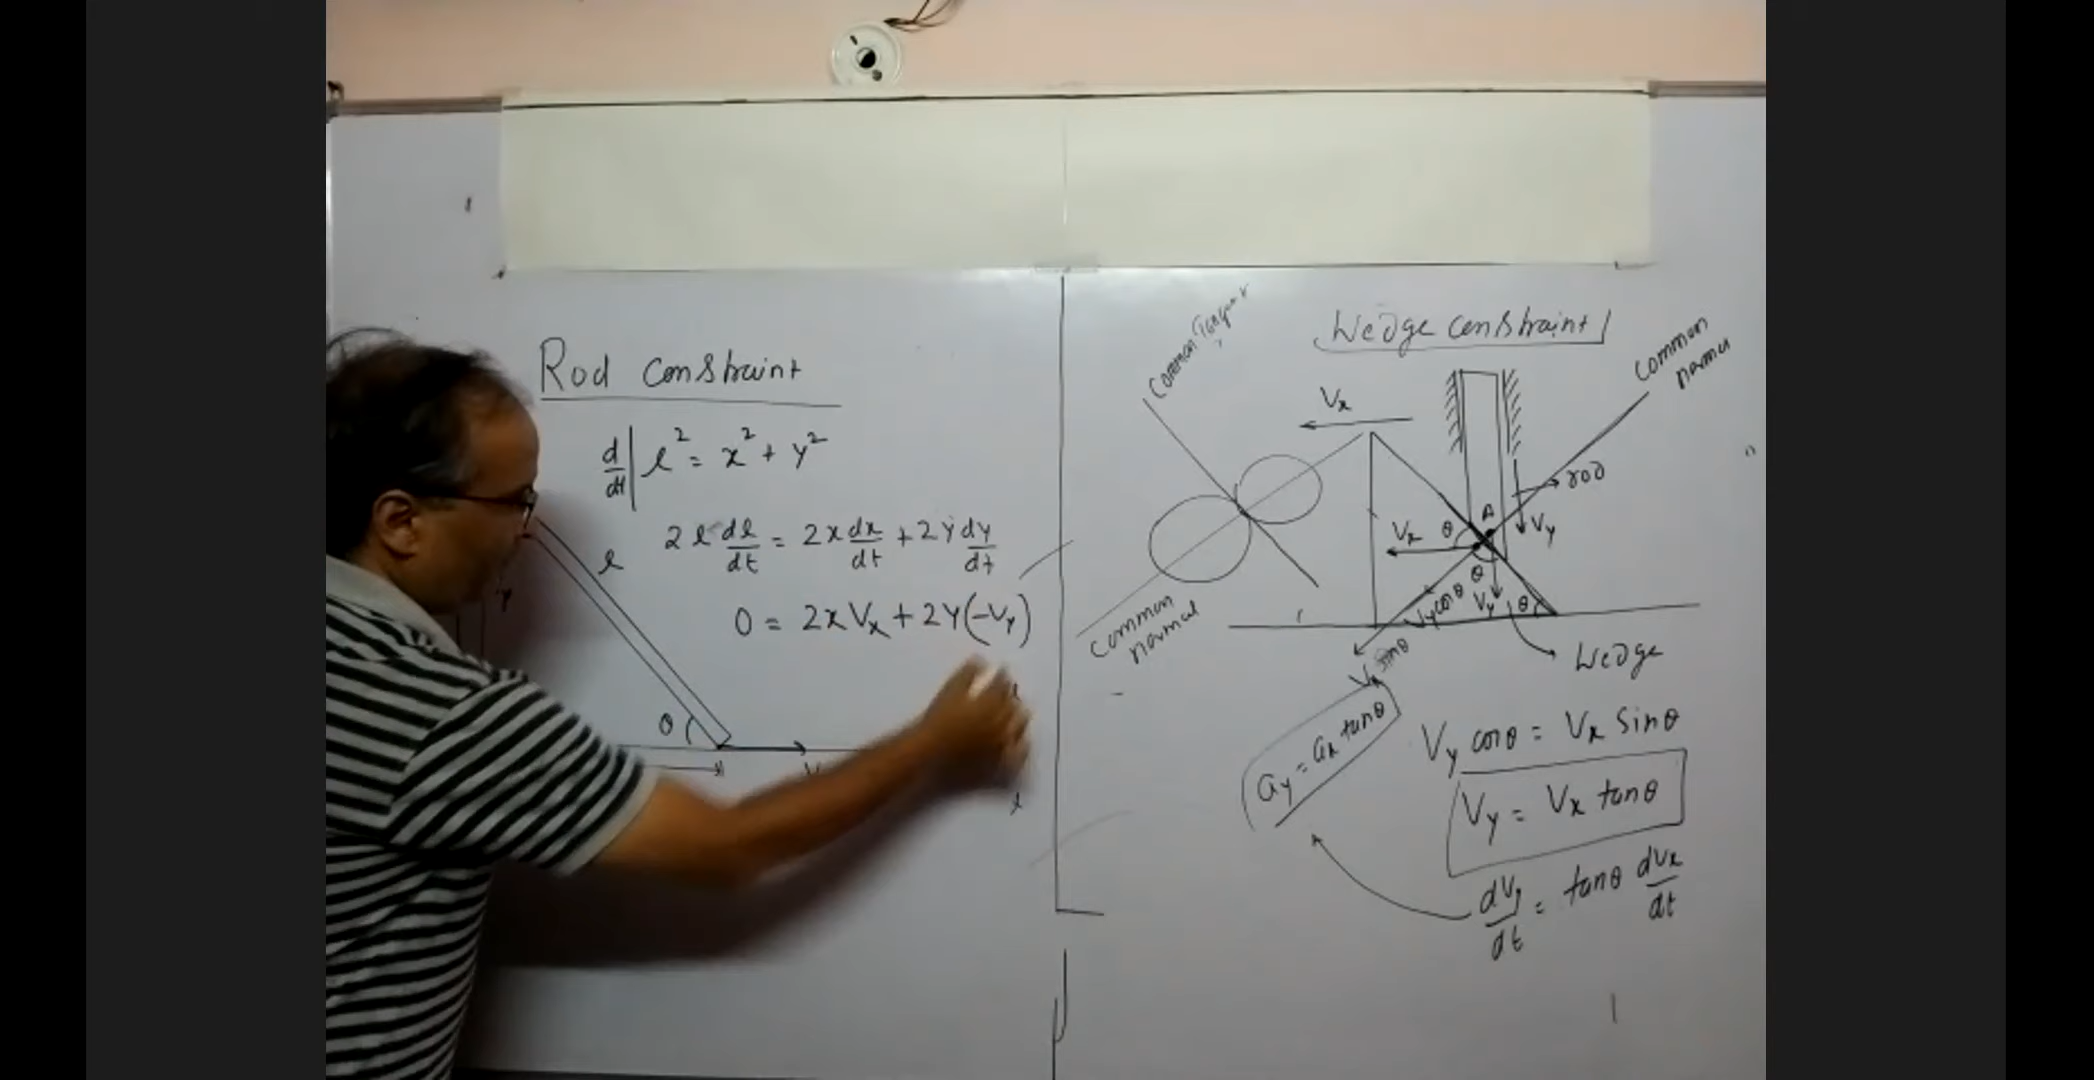 Rod constraint
d/dt | l² = x² + y²
2l dl/dt = 2x dx/dt + 2y dy/dt
0 = 2x Vx + 2y(-Vy)
l
y
θ
l
Wedge constraint
Common
normal
Common
Common
normal
Vx
rod
A
Vy
Vx
θ
θ
Vy cosθ
Vy
θ
Vx sinθ
Wedge
Vy cosθ = Vx sinθ
Vy = Vx tanθ
dVy/dt = tanθ dVx/dt
ay = ax tanθ